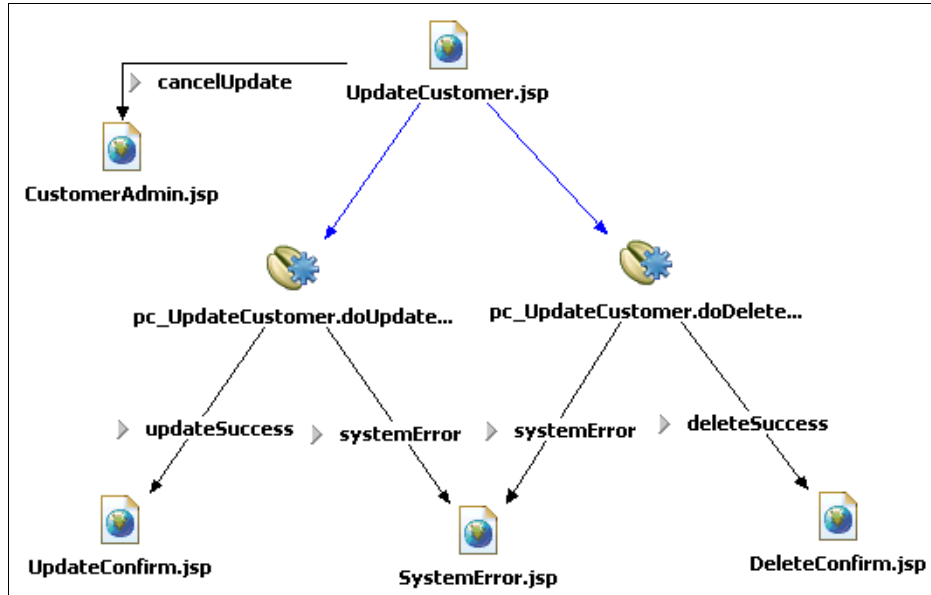 cancelUpdate
UpdateCustomer.jsp
CustomerAdmin.jsp
pc_UpdateCustomer.doUpdate...
pc_UpdateCustomer.doDelete...
updateSuccess
systemError
systemError
deleteSuccess
UpdateConfirm.jsp
SystemError.jsp
DeleteConfirm.jsp